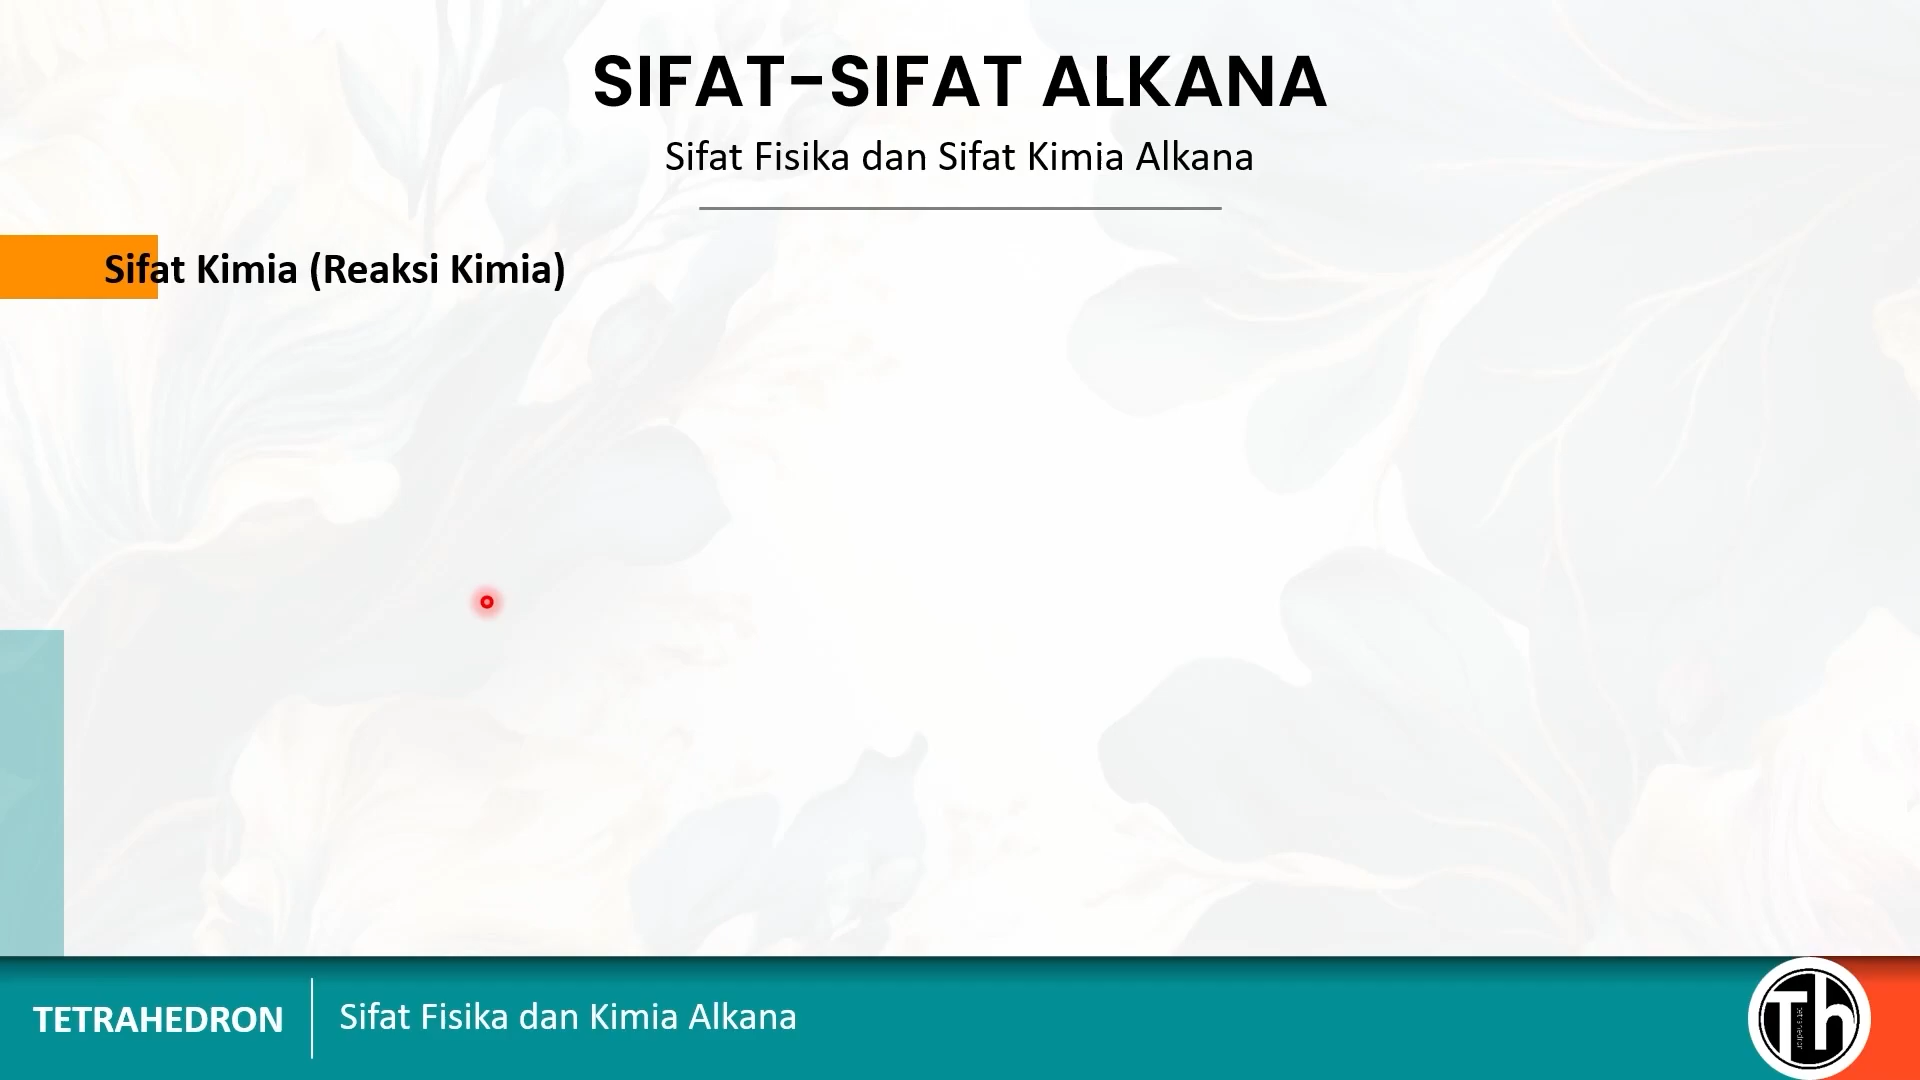 SIFAT-SIFAT ALKANA
Sifat Fisika dan Sifat Kimia Alkana
Sifat Kimia (Reaksi Kimia)
TETRAHEDRON
Sifat Fisika dan Kimia Alkana
Th